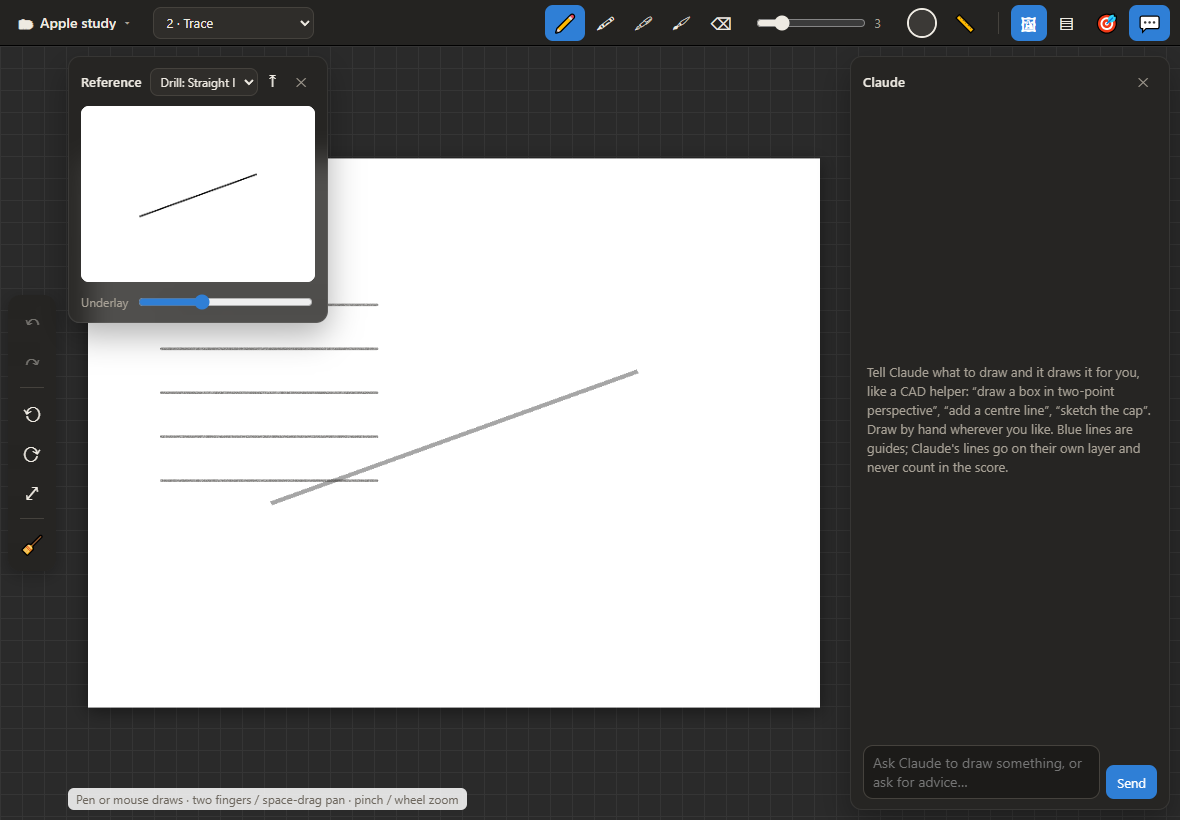 Apple study
2 · Trace
3
Reference
Drill: Straight l
Underlay
Claude
Tell Claude what to draw and it draws it for you,
like a CAD helper: “draw a box in two-point
perspective”, “add a centre line”, “sketch the cap”.
Draw by hand wherever you like. Blue lines are
guides; Claude's lines go on their own layer and
never count in the score.
Ask Claude to draw something, or
ask for advice...
Send
Pen or mouse draws · two fingers / space-drag pan · pinch / wheel zoom